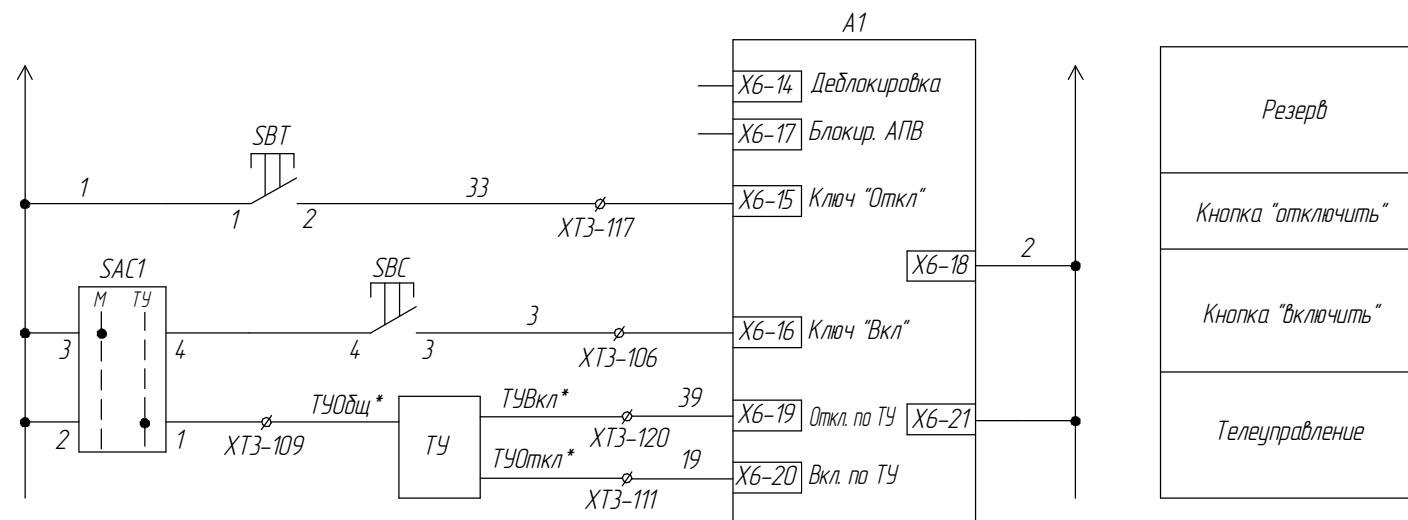 A1
X6-14 Деблокировка
X6-17 Блокир. АПВ
Резерв
SBT
1
33
1
2
XT3-117
X6-15 Ключ "Откл"
Кнопка "отключить"
SAC1
М ТУ
SBC
X6-18
2
3
4
4
3
3
XT3-106
X6-16 Ключ "Вкл"
Кнопка "включить"
2
1
XT3-109
ТУОбщ*
ТУ
ТУВкл*
39
XT3-120
X6-19 Откл. по ТУ
X6-21
ТУОткл*
19
XT3-111
X6-20 Вкл. по ТУ
Телеуправление